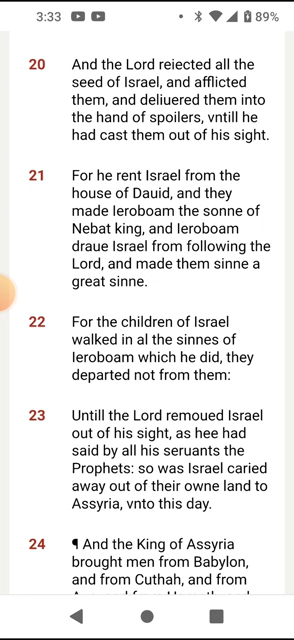 3:33 89%
20 And the Lord reiected all the
seed of Israel, and afflicted
them, and deliuered them into
the hand of spoilers, vntill he
had cast them out of his sight.
21 For he rent Israel from the
house of Dauid, and they
made Ieroboam the sonne of
Nebat king, and Ieroboam
draue Israel from following the
Lord, and made them sinne a
great sinne.
22 For the children of Israel
walked in al the sinnes of
Ieroboam which he did, they
departed not from them:
23 Untill the Lord remoued Israel
out of his sight, as hee had
said by all his seruants the
Prophets: so was Israel caried
away out of their owne land to
Assyria, vnto this day.
24 ¶ And the King of Assyria
brought men from Babylon,
and from Cuthah, and from